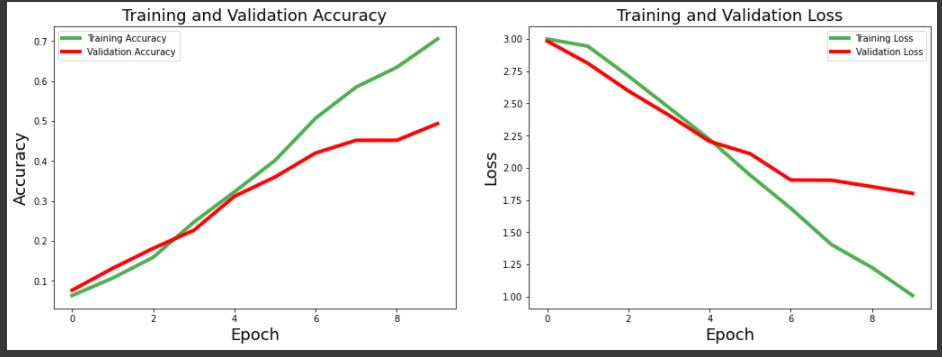 Training and Validation Accuracy
Training Accuracy
Validation Accuracy
0.7
0.6
0.5
0.4
0.3
0.2
0.1
Accuracy
0
2
4
6
8
Epoch
Training and Validation Loss
Training Loss
Validation Loss
3.00
2.75
2.50
2.25
2.00
1.75
1.50
1.25
1.00
Loss
0
2
4
6
8
Epoch